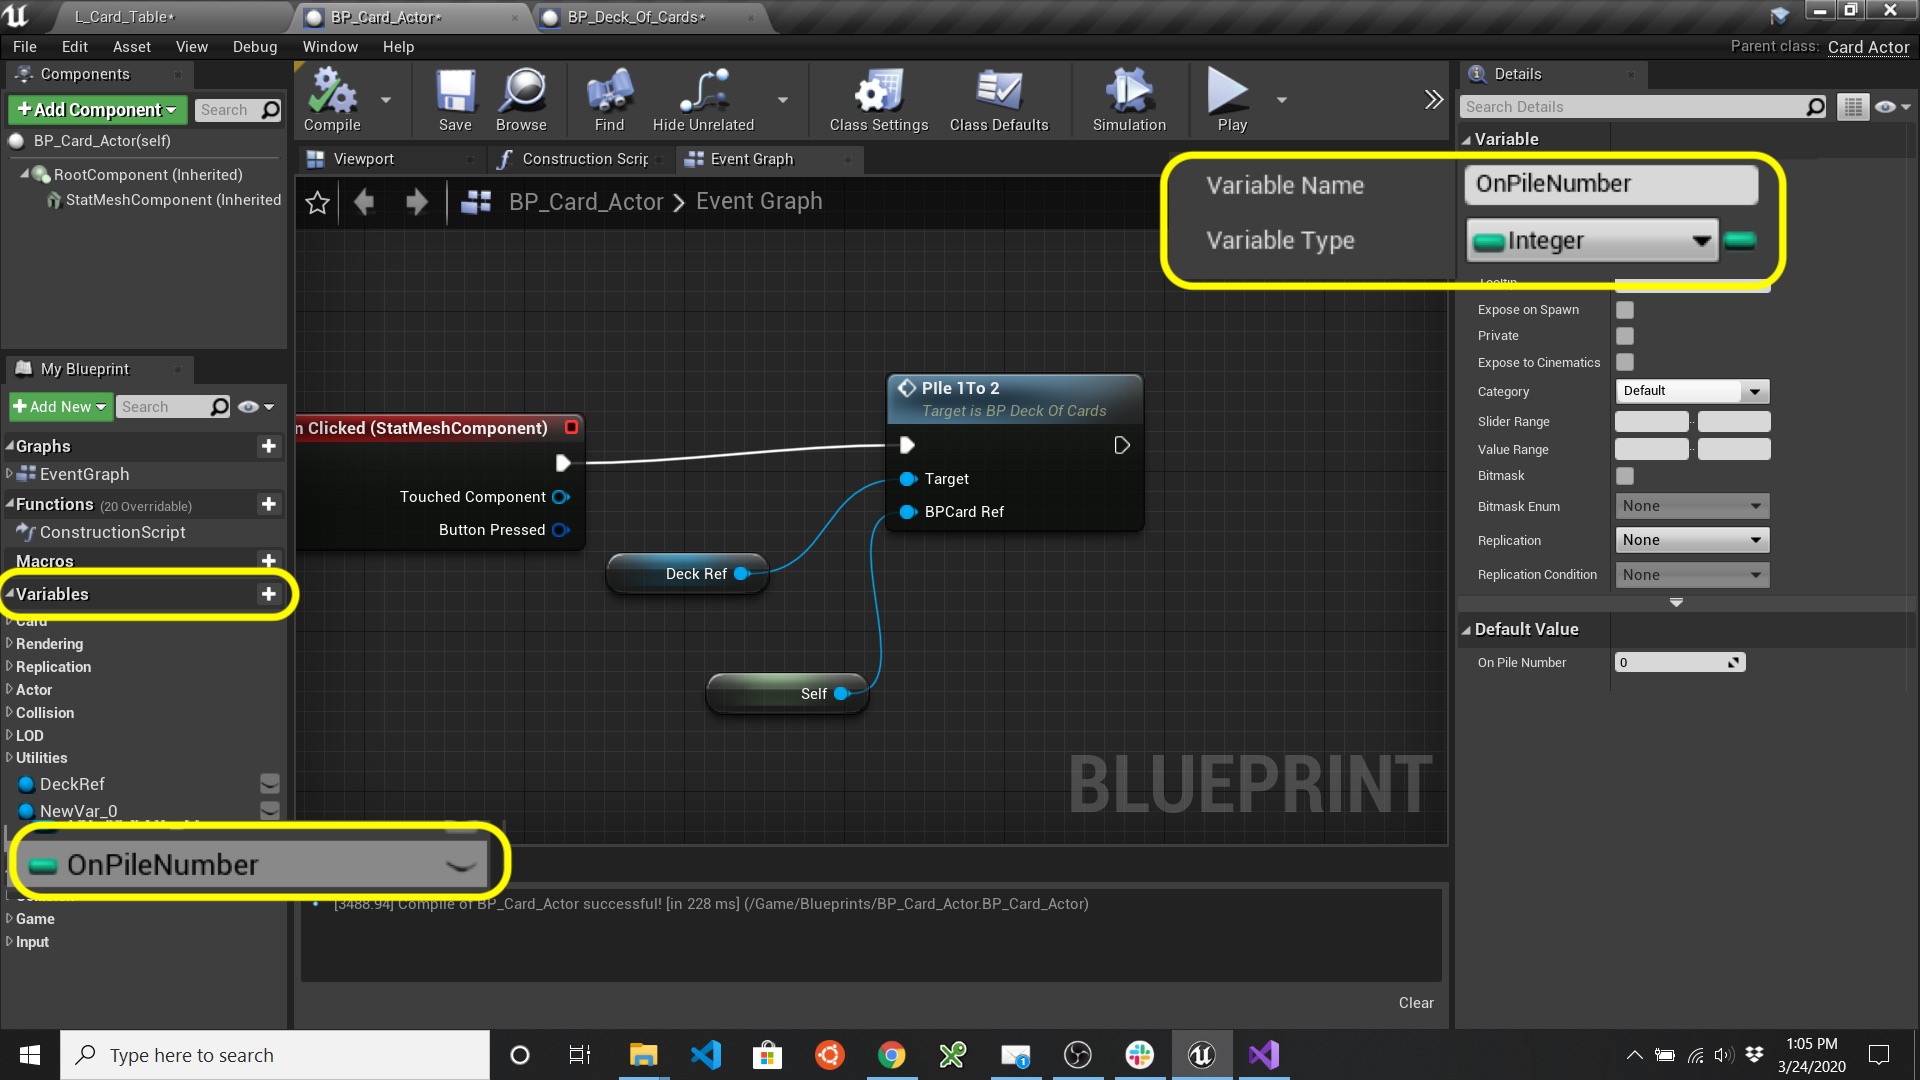 L_Card_Table*
BP_Card_Actor*
BP_Deck_Of_Cards*
File Edit Asset View Debug Window Help
Parent class: Card Actor
Components
+Add Component
Search
BP_Card_Actor(self)
RootComponent (Inherited)
StatMeshComponent (Inherited
Compile
Save
Browse
Find
Hide Unrelated
Class Settings
Class Defaults
Simulation
Play
Viewport
Construction Scrip
Event Graph
BP_Card_Actor > Event Graph
n Clicked (StatMeshComponent)
Touched Component
Button Pressed
PIle 1To 2
Target is BP Deck Of Cards
Target
BPCard Ref
Deck Ref
Self
BLUEPRINT
My Blueprint
+Add New
Search
Graphs
EventGraph
Functions (20 Overridable)
ConstructionScript
Macros
Variables
Card
Rendering
Replication
Actor
Collision
LOD
Utilities
DeckRef
NewVar_0
OnPileNumber
Game
Input
[3488.94] Compile of BP_Card_Actor successful! [in 228 ms] (/Game/Blueprints/BP_Card_Actor.BP_Card_Actor)
Clear
Details
Search Details
Variable
Variable Name OnPileNumber
Variable Type Integer
Tooltip
Expose on Spawn
Private
Expose to Cinematics
Category Default
Slider Range
Value Range
Bitmask
Bitmask Enum None
Replication None
Replication Condition None
Default Value
On Pile Number 0
Type here to search
1:05 PM
3/24/2020